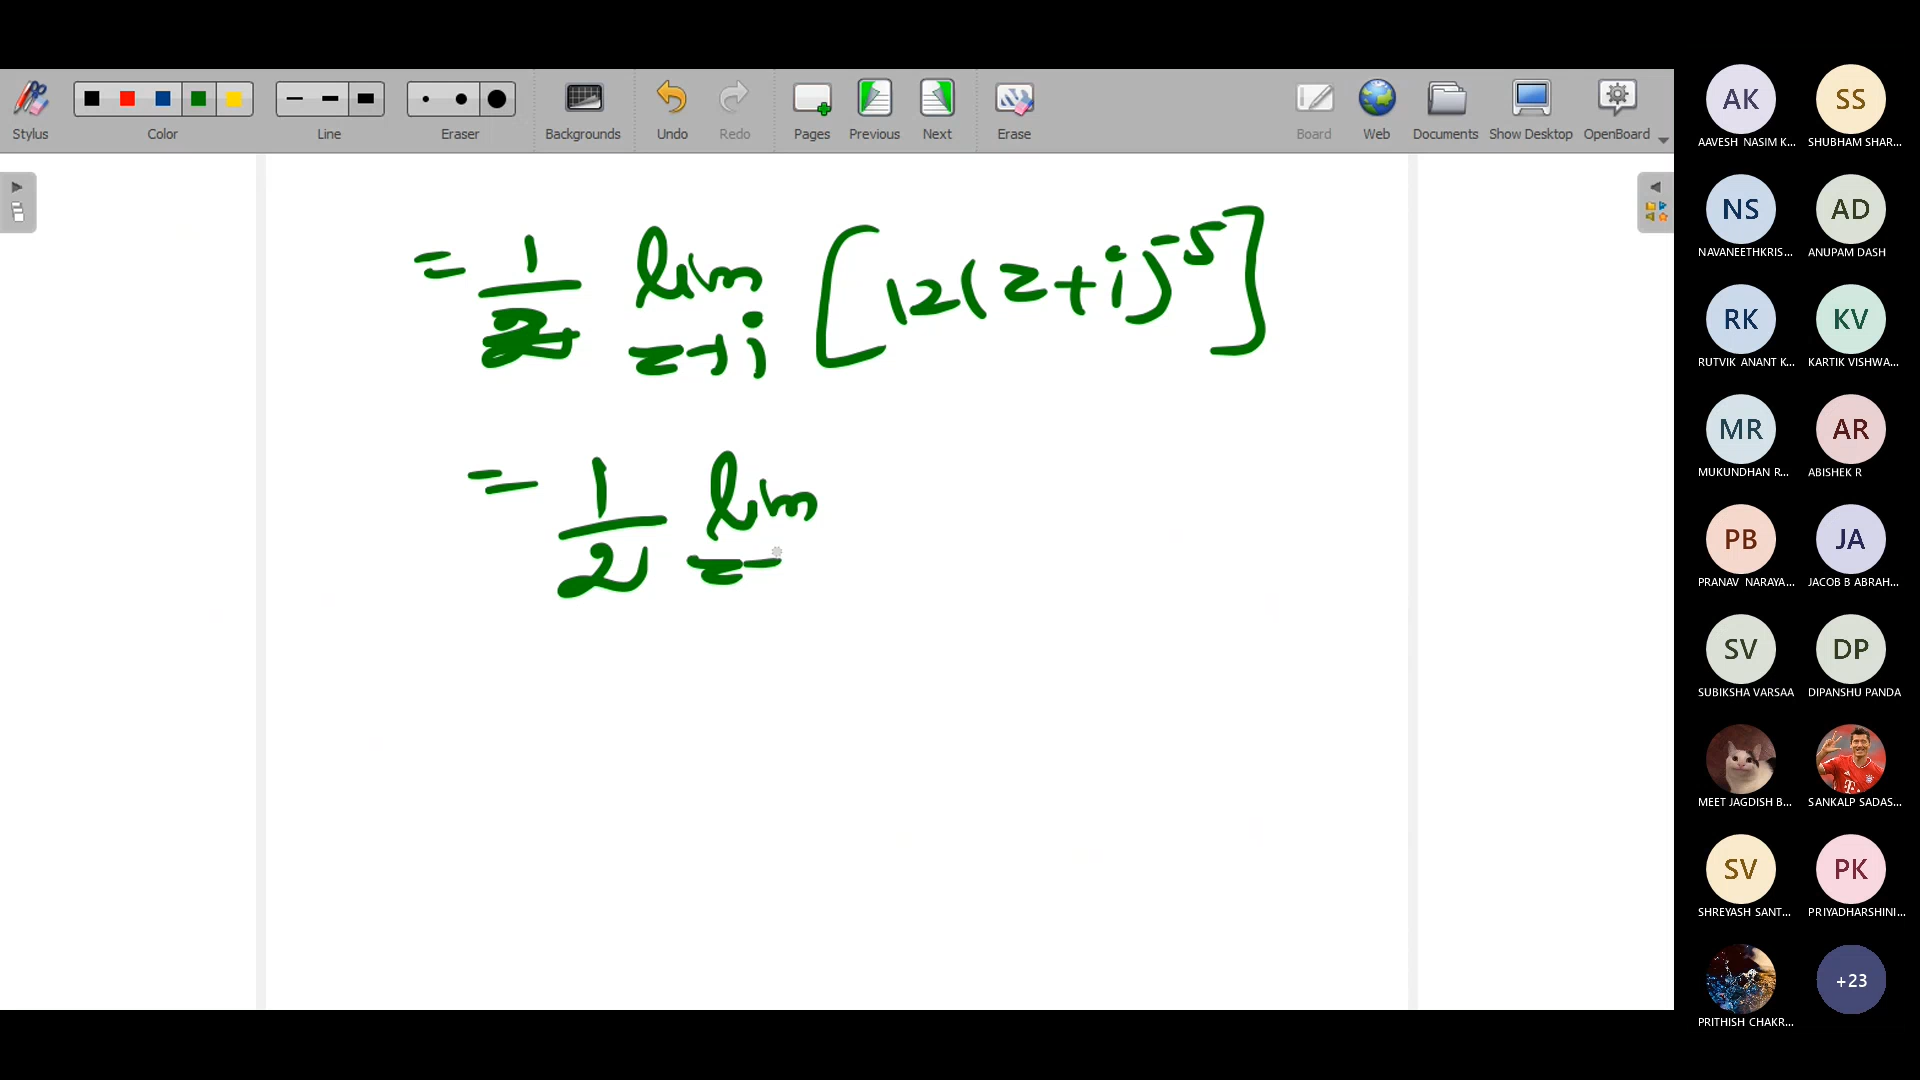 Stylus Color Line Eraser Backgrounds Undo Redo Pages Previous Next Erase Board Web Documents Show Desktop OpenBoard
= 1/2 lim z→i [12(z+i)^-5]
= 1/2 lim z-
AK SS
AAVESH NASIM K... SHUBHAM SHAR...
NS AD
NAVANEETHKRIS... ANUPAM DASH
RK KV
RUTVIK ANANT K... KARTIK VISHWA...
MR AR
MUKUNDHAN R... ABISHEK R
PB JA
PRANAV NARAYA... JACOB B ABRAH...
SV DP
SUBIKSHA VARSAA DIPANSHU PANDA
MEET JAGDISH B... SANKALP SADAS...
SV PK
SHREYASH SANT... PRIYADHARSHINI...
+23
PRITHISH CHAKR...